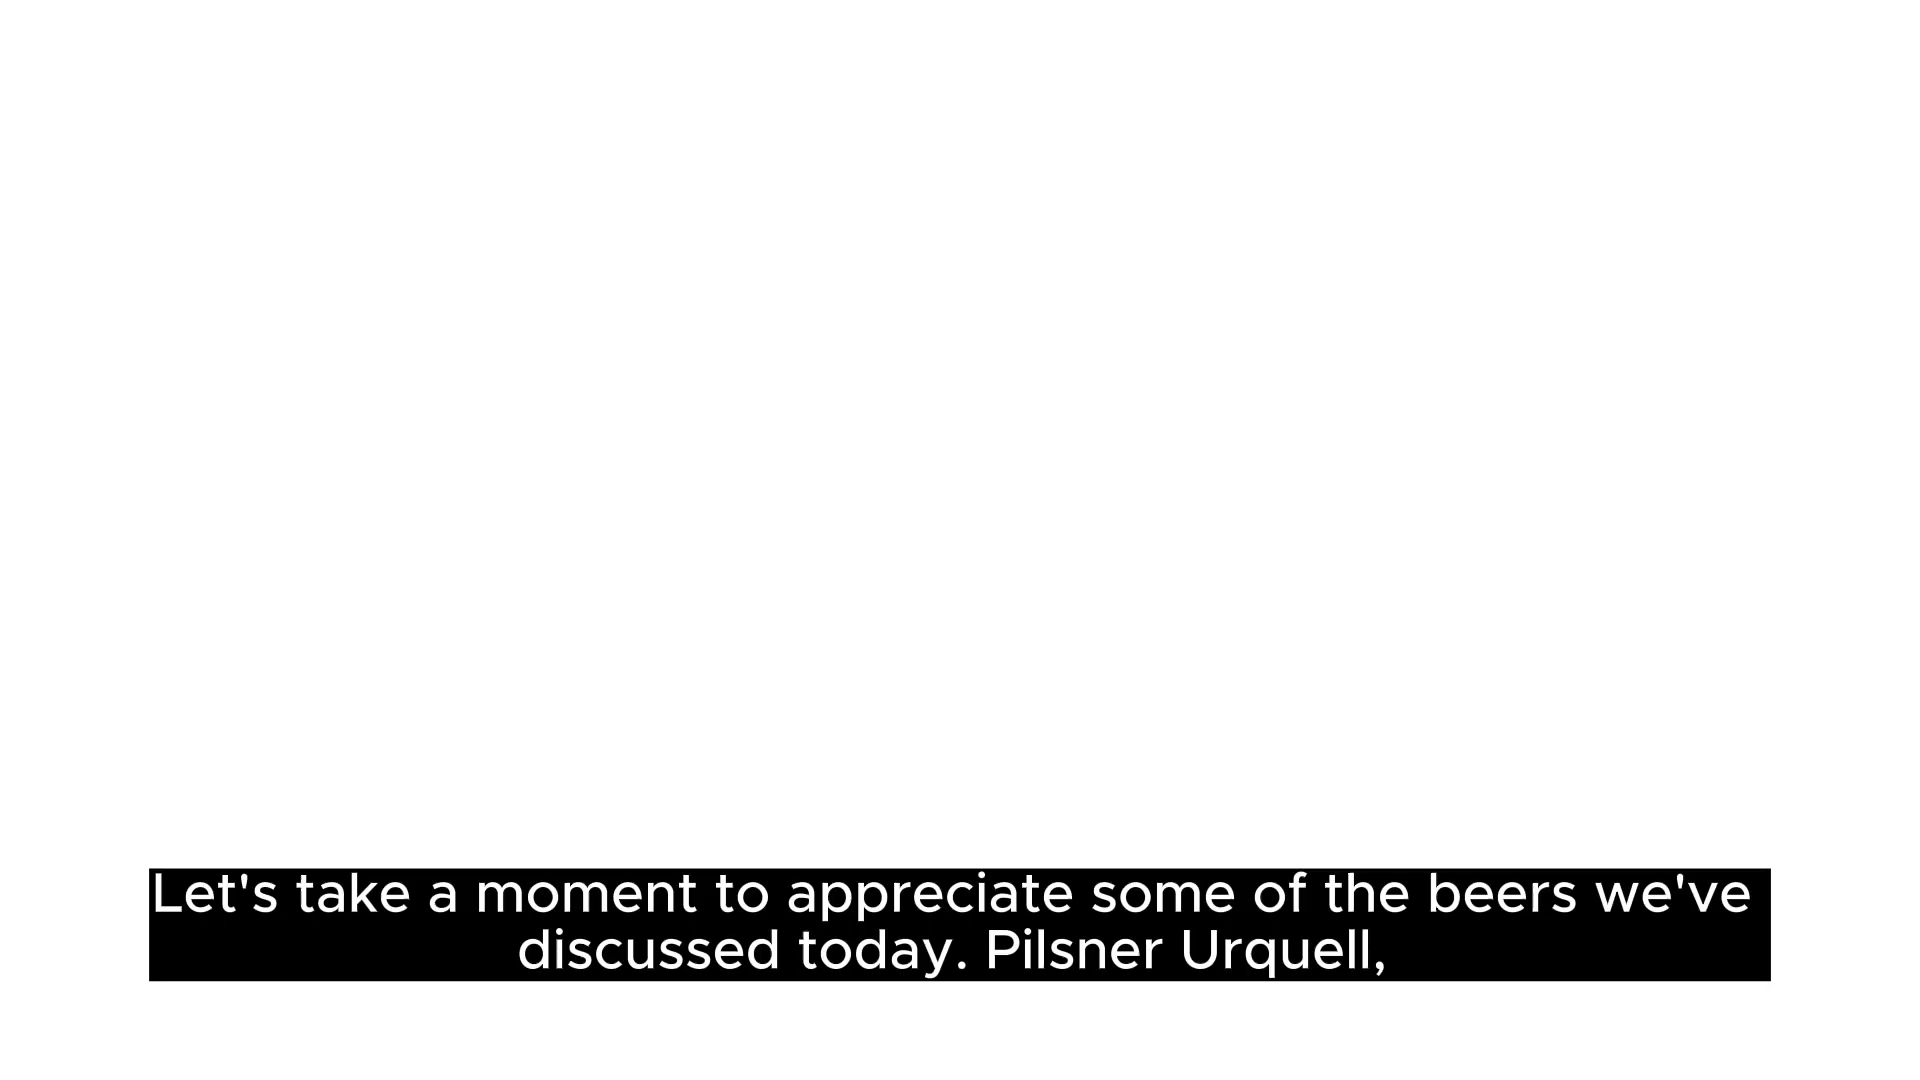 Let's take a moment to appreciate some of the beers we've
discussed today. Pilsner Urquell,